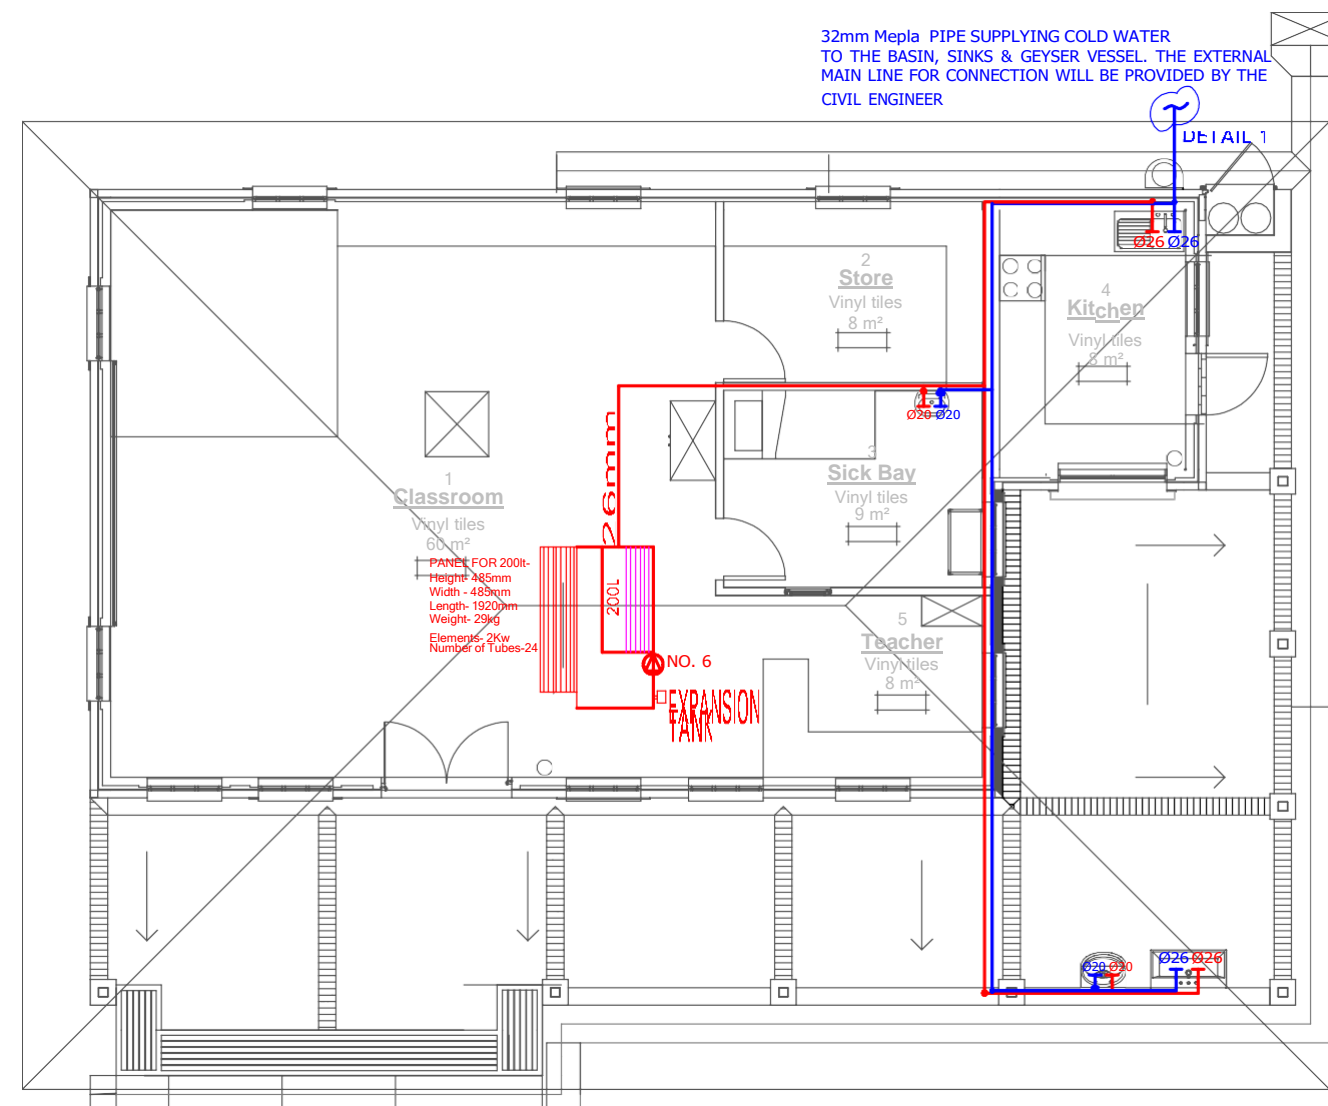 32mm Mepla PIPE SUPPLYING COLD WATER
TO THE BASIN, SINKS & GEYSER VESSEL. THE EXTERNAL
MAIN LINE FOR CONNECTION WILL BE PROVIDED BY THE
CIVIL ENGINEER
DETAIL 1
Ø26 Ø26
2
Store
Vinyl tiles
8 m²
4
Kitchen
Vinyl tiles
8 m²
Ø20 Ø20
26mm
3
Sick Bay
Vinyl tiles
9 m²
1
Classroom
Vinyl tiles
60 m²
PANEL FOR 200lt-
Height- 485mm
Width - 485mm
Length- 1920mm
Weight- 29kg
Elements- 2Kw
Number of Tubes-24
200L
NO. 6
EXPANSION
TANK
5
Teacher
Vinyl tiles
8 m²
Ø20 Ø20
Ø26 Ø26